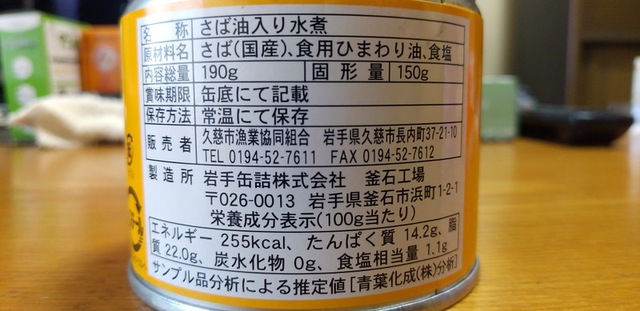 名称 さば油入り水煮
原材料名 さば(国産)、食用ひまわり油、食塩
内容総量 190g 固形量 150g
賞味期限 缶底にて記載
保存方法 常温にて保存
販売者 久慈市漁業協同組合 岩手県久慈市長内町37-21-10
TEL 0194-52-7611 FAX 0194-52-7612
製造所 岩手缶詰株式会社 釜石工場
〒026-0013 岩手県釜石市浜町1-2-1
栄養成分表示(100g当たり)
エネルギー 255kcal、たんぱく質 14.2g、脂
質 22.0g、炭水化物 0g、食塩相当量 1.1g
サンプル品分析による推定値[青葉化成(株)分析]